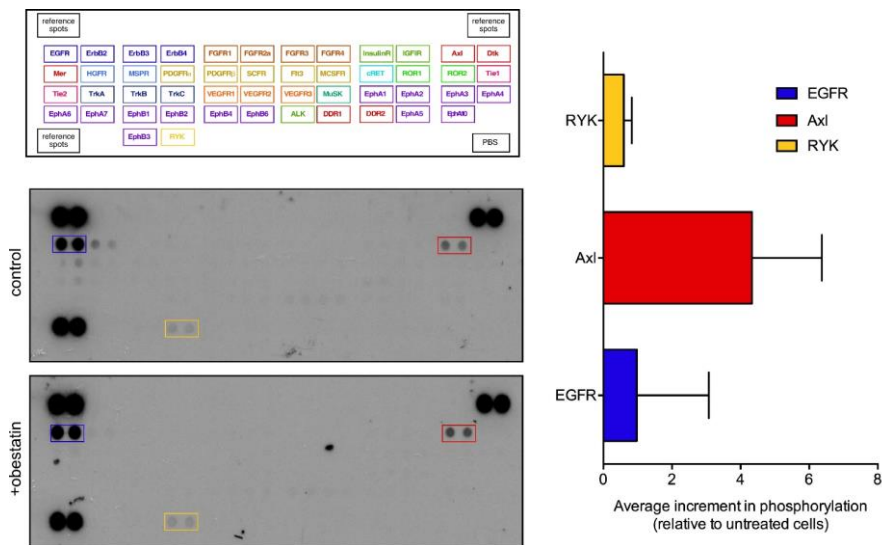 reference spots
reference spots
EGFR ErbB2 ErbB3 ErbB4 FGFR1 FGFR2a FGFR3 FGFR4 InsulinR IGFIR Axl Dtk
Mer HGFR MSPR PDGFRα PDGFRβ SCFR Flt3 MCSFR cRET ROR1 ROR2 Tie1
Tie2 TrkA TrkB TrkC VEGFR1 VEGFR2 VEGFR3 MuSK EphA1 EphA2 EphA3 EphA4
EphA6 EphA7 EphB1 EphB2 EphB4 EphB6 ALK DDR1 DDR2 EphA5 EphA10
reference spots
EphB3 RYK
PBS
control
+obestatin
EGFR
Axl
RYK
RYK
Axl
EGFR
0 2 4 6 8
Average increment in phosphorylation
(relative to untreated cells)